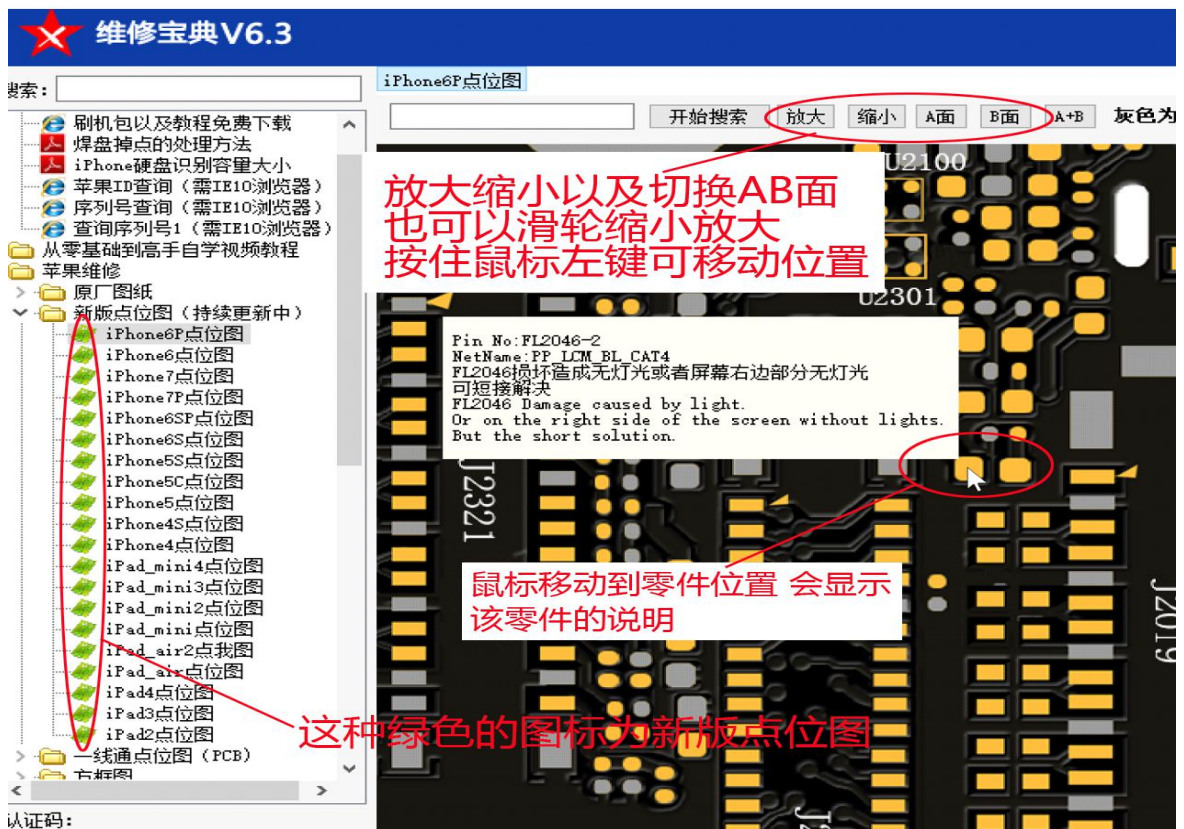 维修宝典V6.3
搜索：
iPhone6P点位图
开始搜索
放大
缩小
A面
B面
A+B
灰色为
刷机包以及教程免费下载
焊盘掉点的处理方法
iPhone硬盘识别容量大小
苹果ID查询（需IE10浏览器）
序列号查询（需IE10浏览器）
查询序列号1（需IE10浏览器）
从零基础到高手自学视频教程
苹果维修
原厂图纸
新版点位图（持续更新中）
iPhone6P点位图
iPhone6点位图
iPhone7点位图
iPhone7P点位图
iPhone6SP点位图
iPhone6S点位图
iPhone5S点位图
iPhone5C点位图
iPhone5点位图
iPhone4S点位图
iPhone4点位图
iPad_mini4点位图
iPad_mini3点位图
iPad_mini2点位图
iPad_mini点位图
iPad_air2点我图
iPad_air点位图
iPad4点位图
iPad3点位图
iPad2点位图
一线通点位图（PCB）
方框图
认证码：
U2100
放大缩小以及切换AB面
也可以滑轮缩小放大
按住鼠标左键可移动位置
U2301
Pin No:FL2046-2
NetName:PP_LCM_BL_CAT4
FL2046损坏造成无灯光或者屏幕右边部分无灯光
可短接解决
FL2046 Damage caused by light.
Or on the right side of the screen without lights.
But the short solution.
J2321
鼠标移动到零件位置 会显示
该零件的说明
J2019
这种绿色的图标为新版点位图